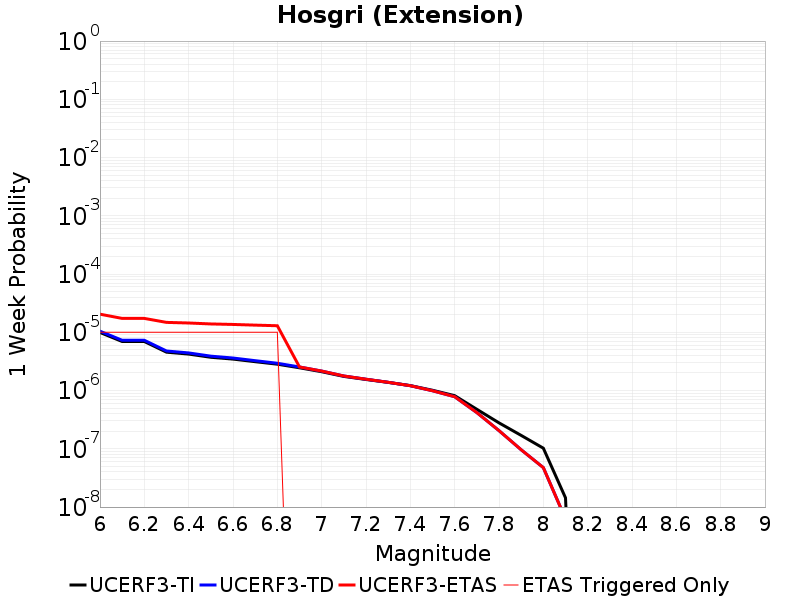 Hosgri (Extension)
10^0
10^-1
10^-2
10^-3
10^-4
10^-5
10^-6
10^-7
10^-8
1 Week Probability
6 6.2 6.4 6.6 6.8 7 7.2 7.4 7.6 7.8 8 8.2 8.4 8.6 8.8 9
Magnitude
UCERF3-TI UCERF3-TD UCERF3-ETAS ETAS Triggered Only